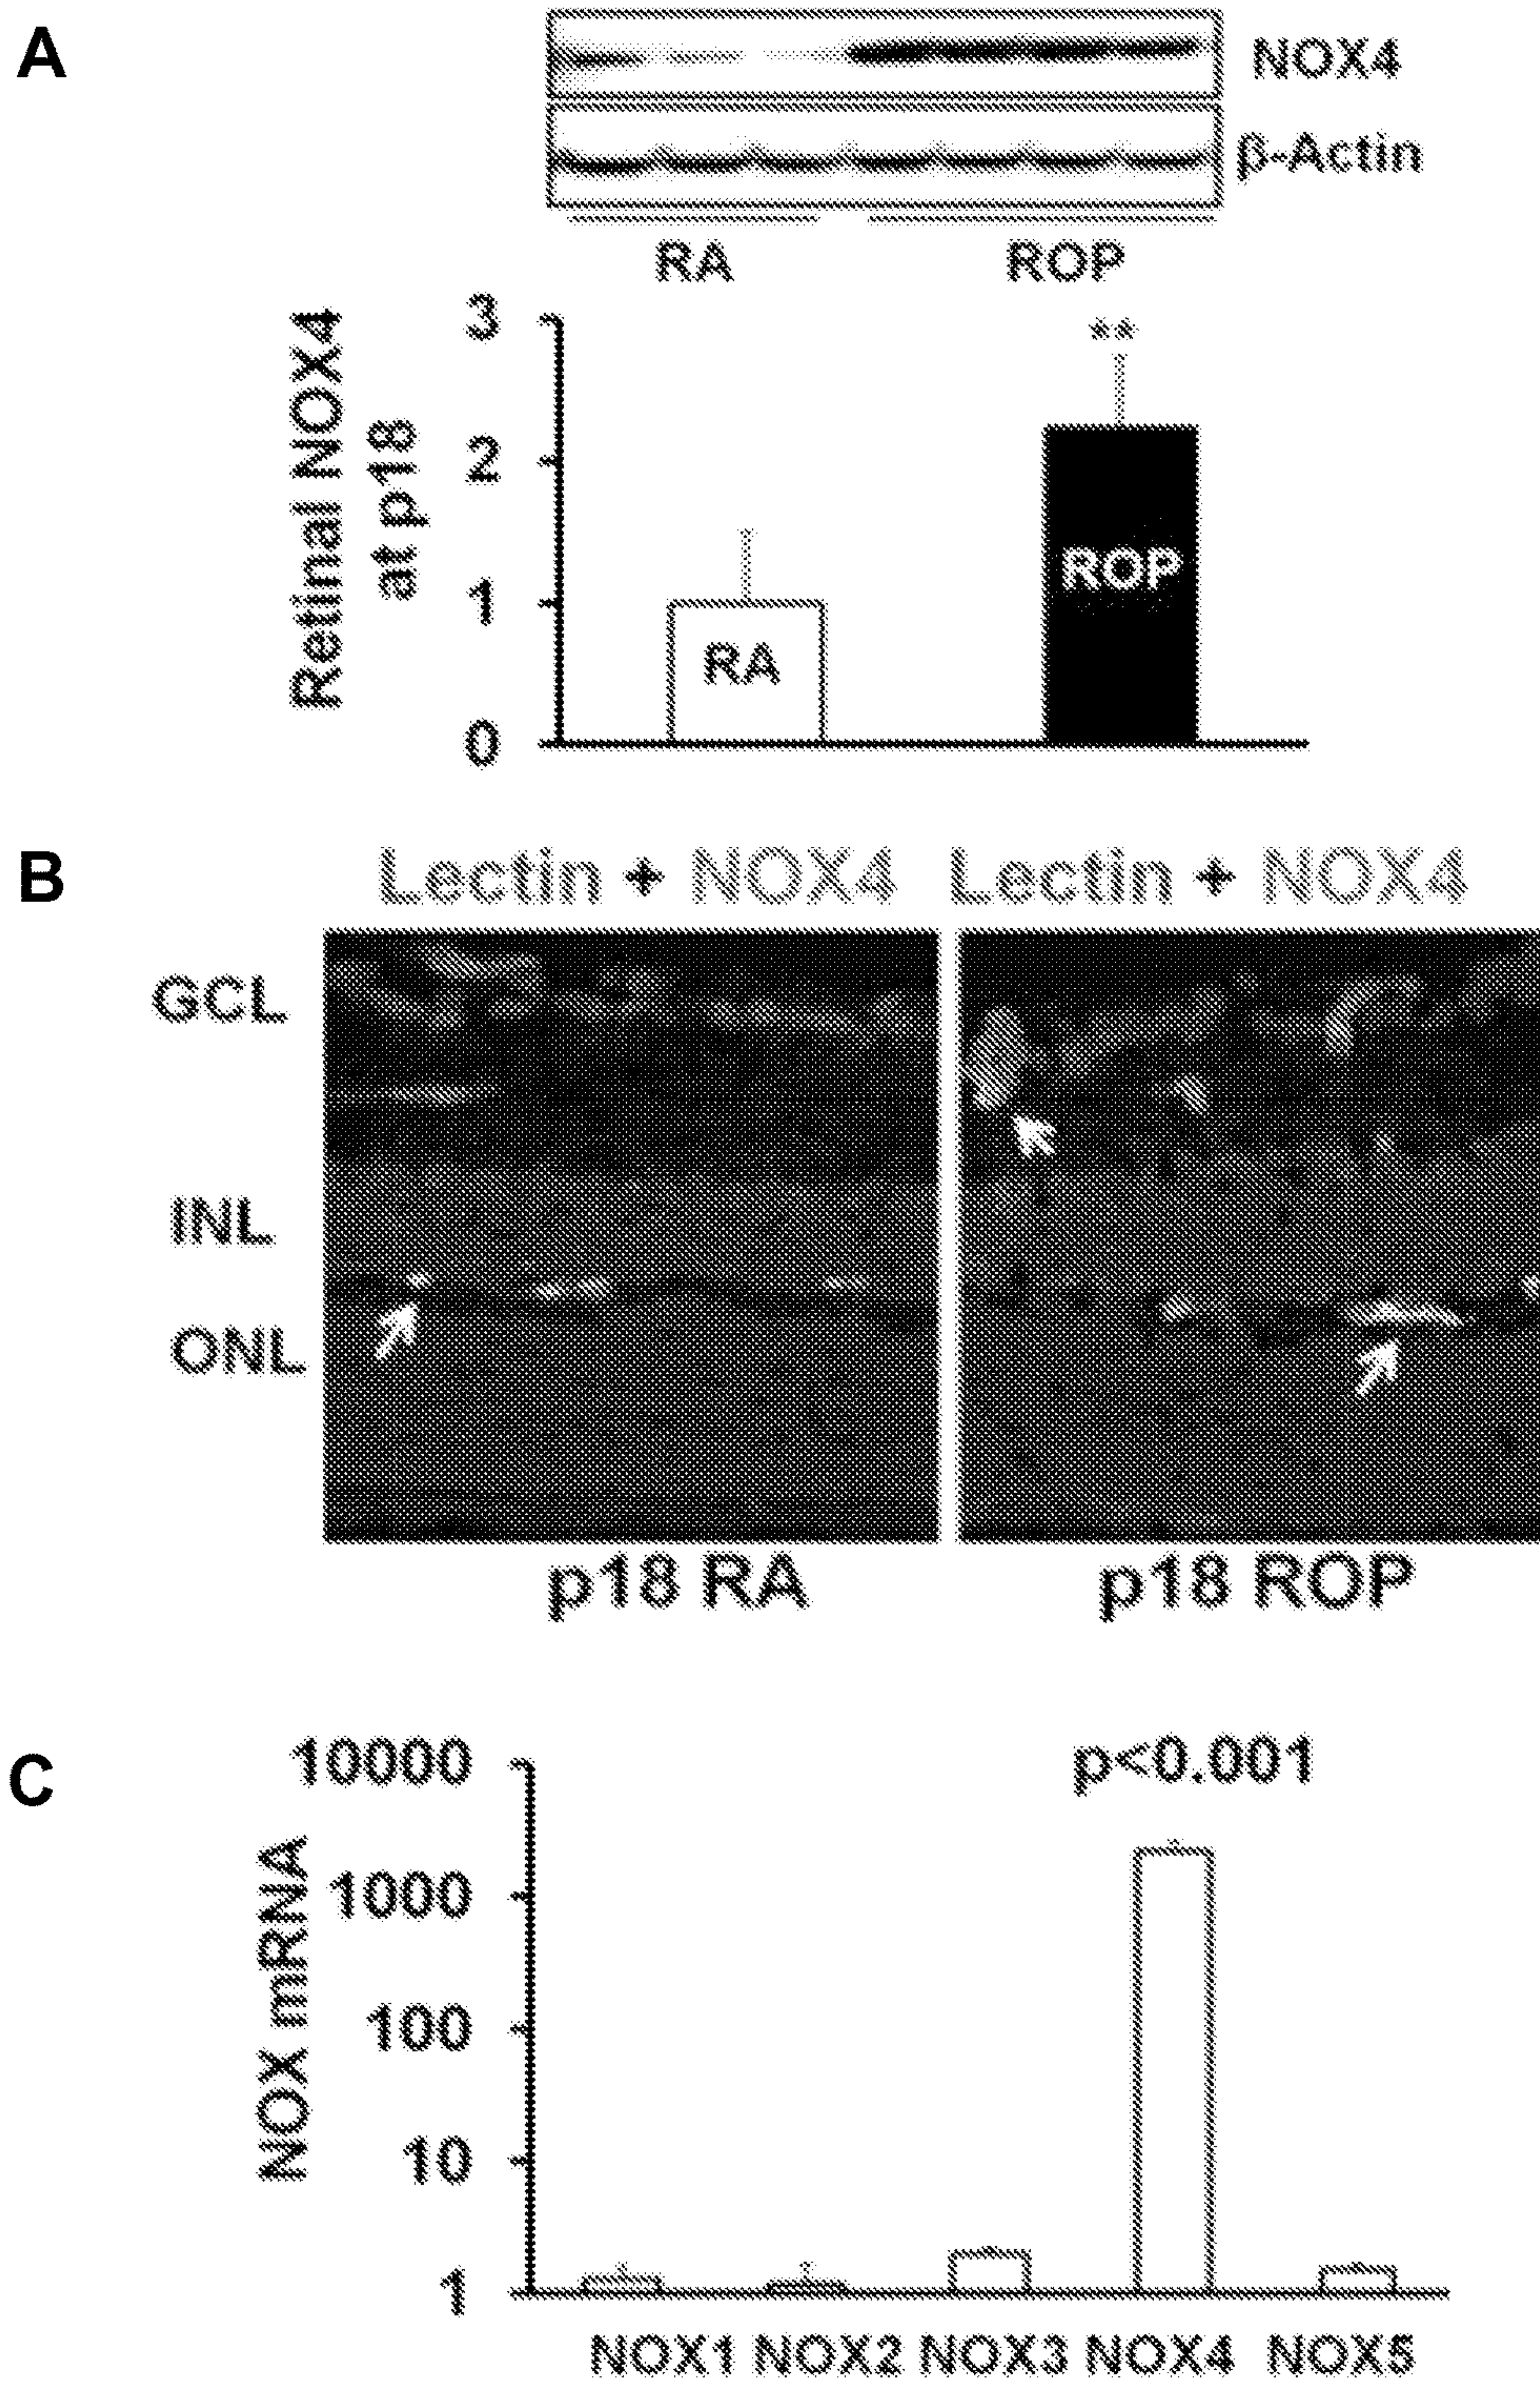 A
NOX4
β-Actin
RA
ROP
Retinal NOX4
at p18
3
2
1
0
**
RA
ROP
B
Lectin + NOX4
Lectin + NOX4
GCL
INL
ONL
p18 RA
p18 ROP
C
NOX mRNA
10000
1000
100
10
1
p<0.001
NOX1 NOX2 NOX3 NOX4 NOX5